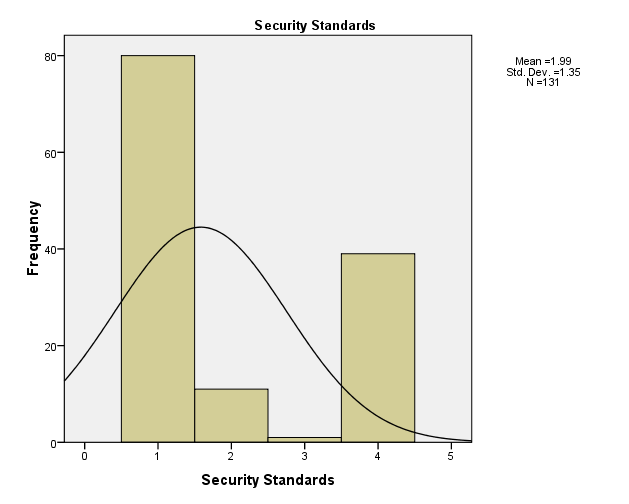 Security Standards
Mean =1.99
Std. Dev. =1.35
N =131
Frequency
80
60
40
20
0
0 1 2 3 4 5
Security Standards